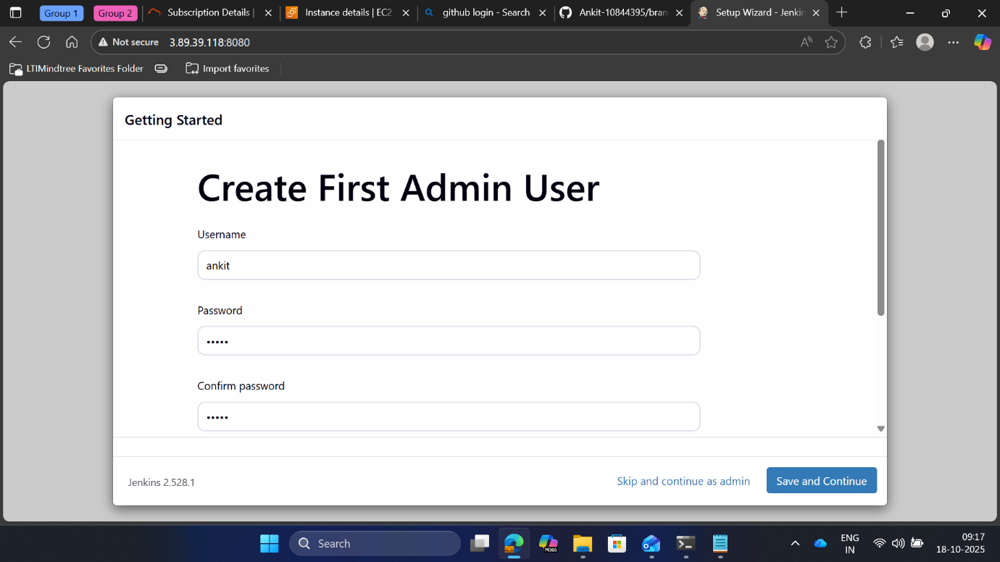 Group 1
Group 2
Subscription Details |
Instance details | EC2
github login - Search
Ankit-10844395/bran
Setup Wizard - Jenkin
Not secure
3.89.39.118:8080
LTIMindtree Favorites Folder
Import favorites
Getting Started
Create First Admin User
Username
ankit
Password
•••••
Confirm password
•••••
Jenkins 2.528.1
Skip and continue as admin
Save and Continue
Search
M365
ENG
IN
09:17
18-10-2025